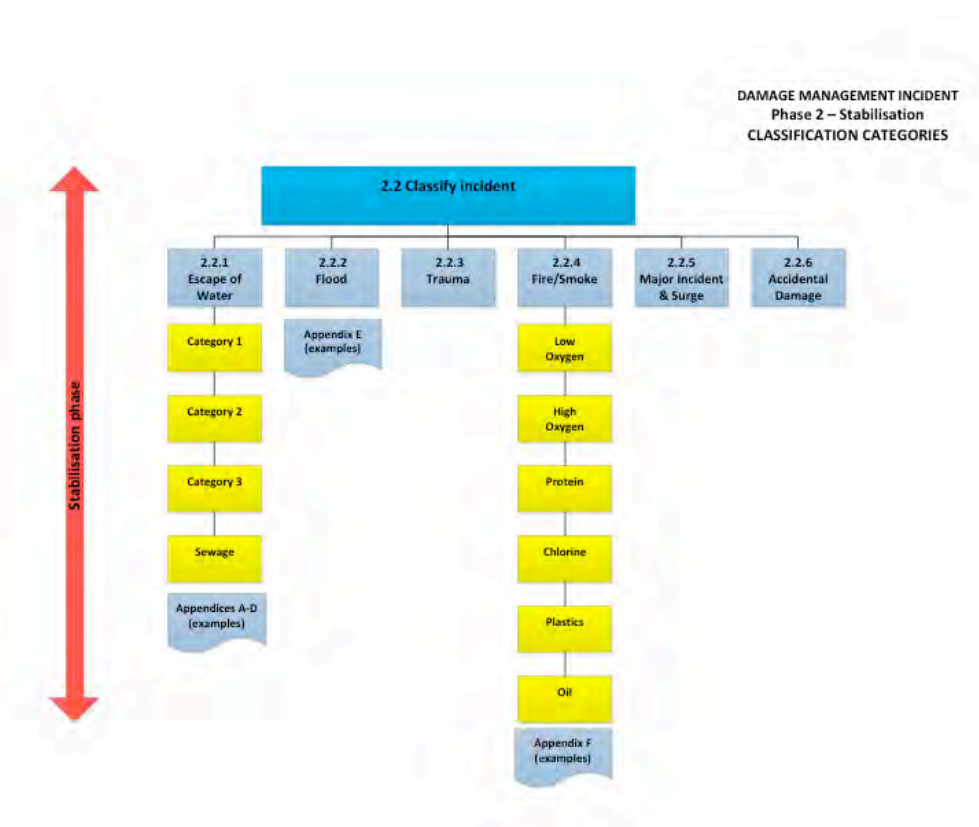 DAMAGE MANAGEMENT INCIDENT
Phase 2 – Stabilisation
CLASSIFICATION CATEGORIES
2.2 Classify incident
2.2.1
Escape of
Water
2.2.2
Flood
2.2.3
Trauma
2.2.4
Fire/Smoke
2.2.5
Major Incident
& Surge
2.2.6
Accidental
Damage
Category 1
Category 2
Category 3
Sewage
Appendices A-D
(examples)
Appendix E
(examples)
Low
Oxygen
High
Oxygen
Protein
Chlorine
Plastics
Oil
Appendix F
(examples)
Stabilisation phase